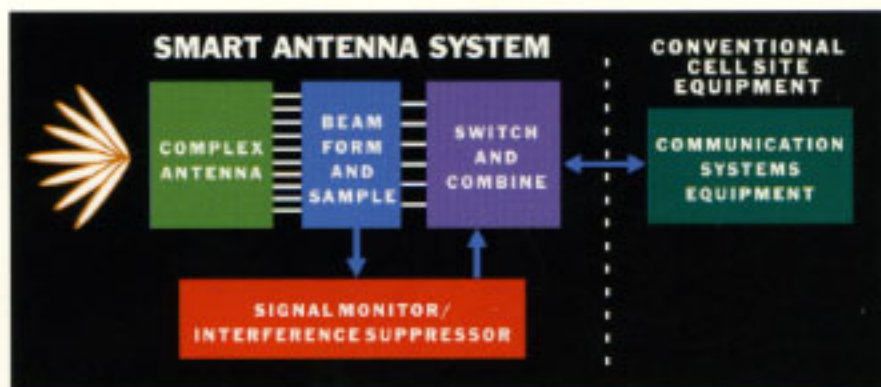 SMART ANTENNA SYSTEM
CONVENTIONAL
CELL SITE
EQUIPMENT
COMPLEX
ANTENNA
BEAM
FORM
AND
SAMPLE
SWITCH
AND
COMBINE
COMMUNICATION
SYSTEMS
EQUIPMENT
SIGNAL MONITOR/
INTERFERENCE SUPPRESSOR